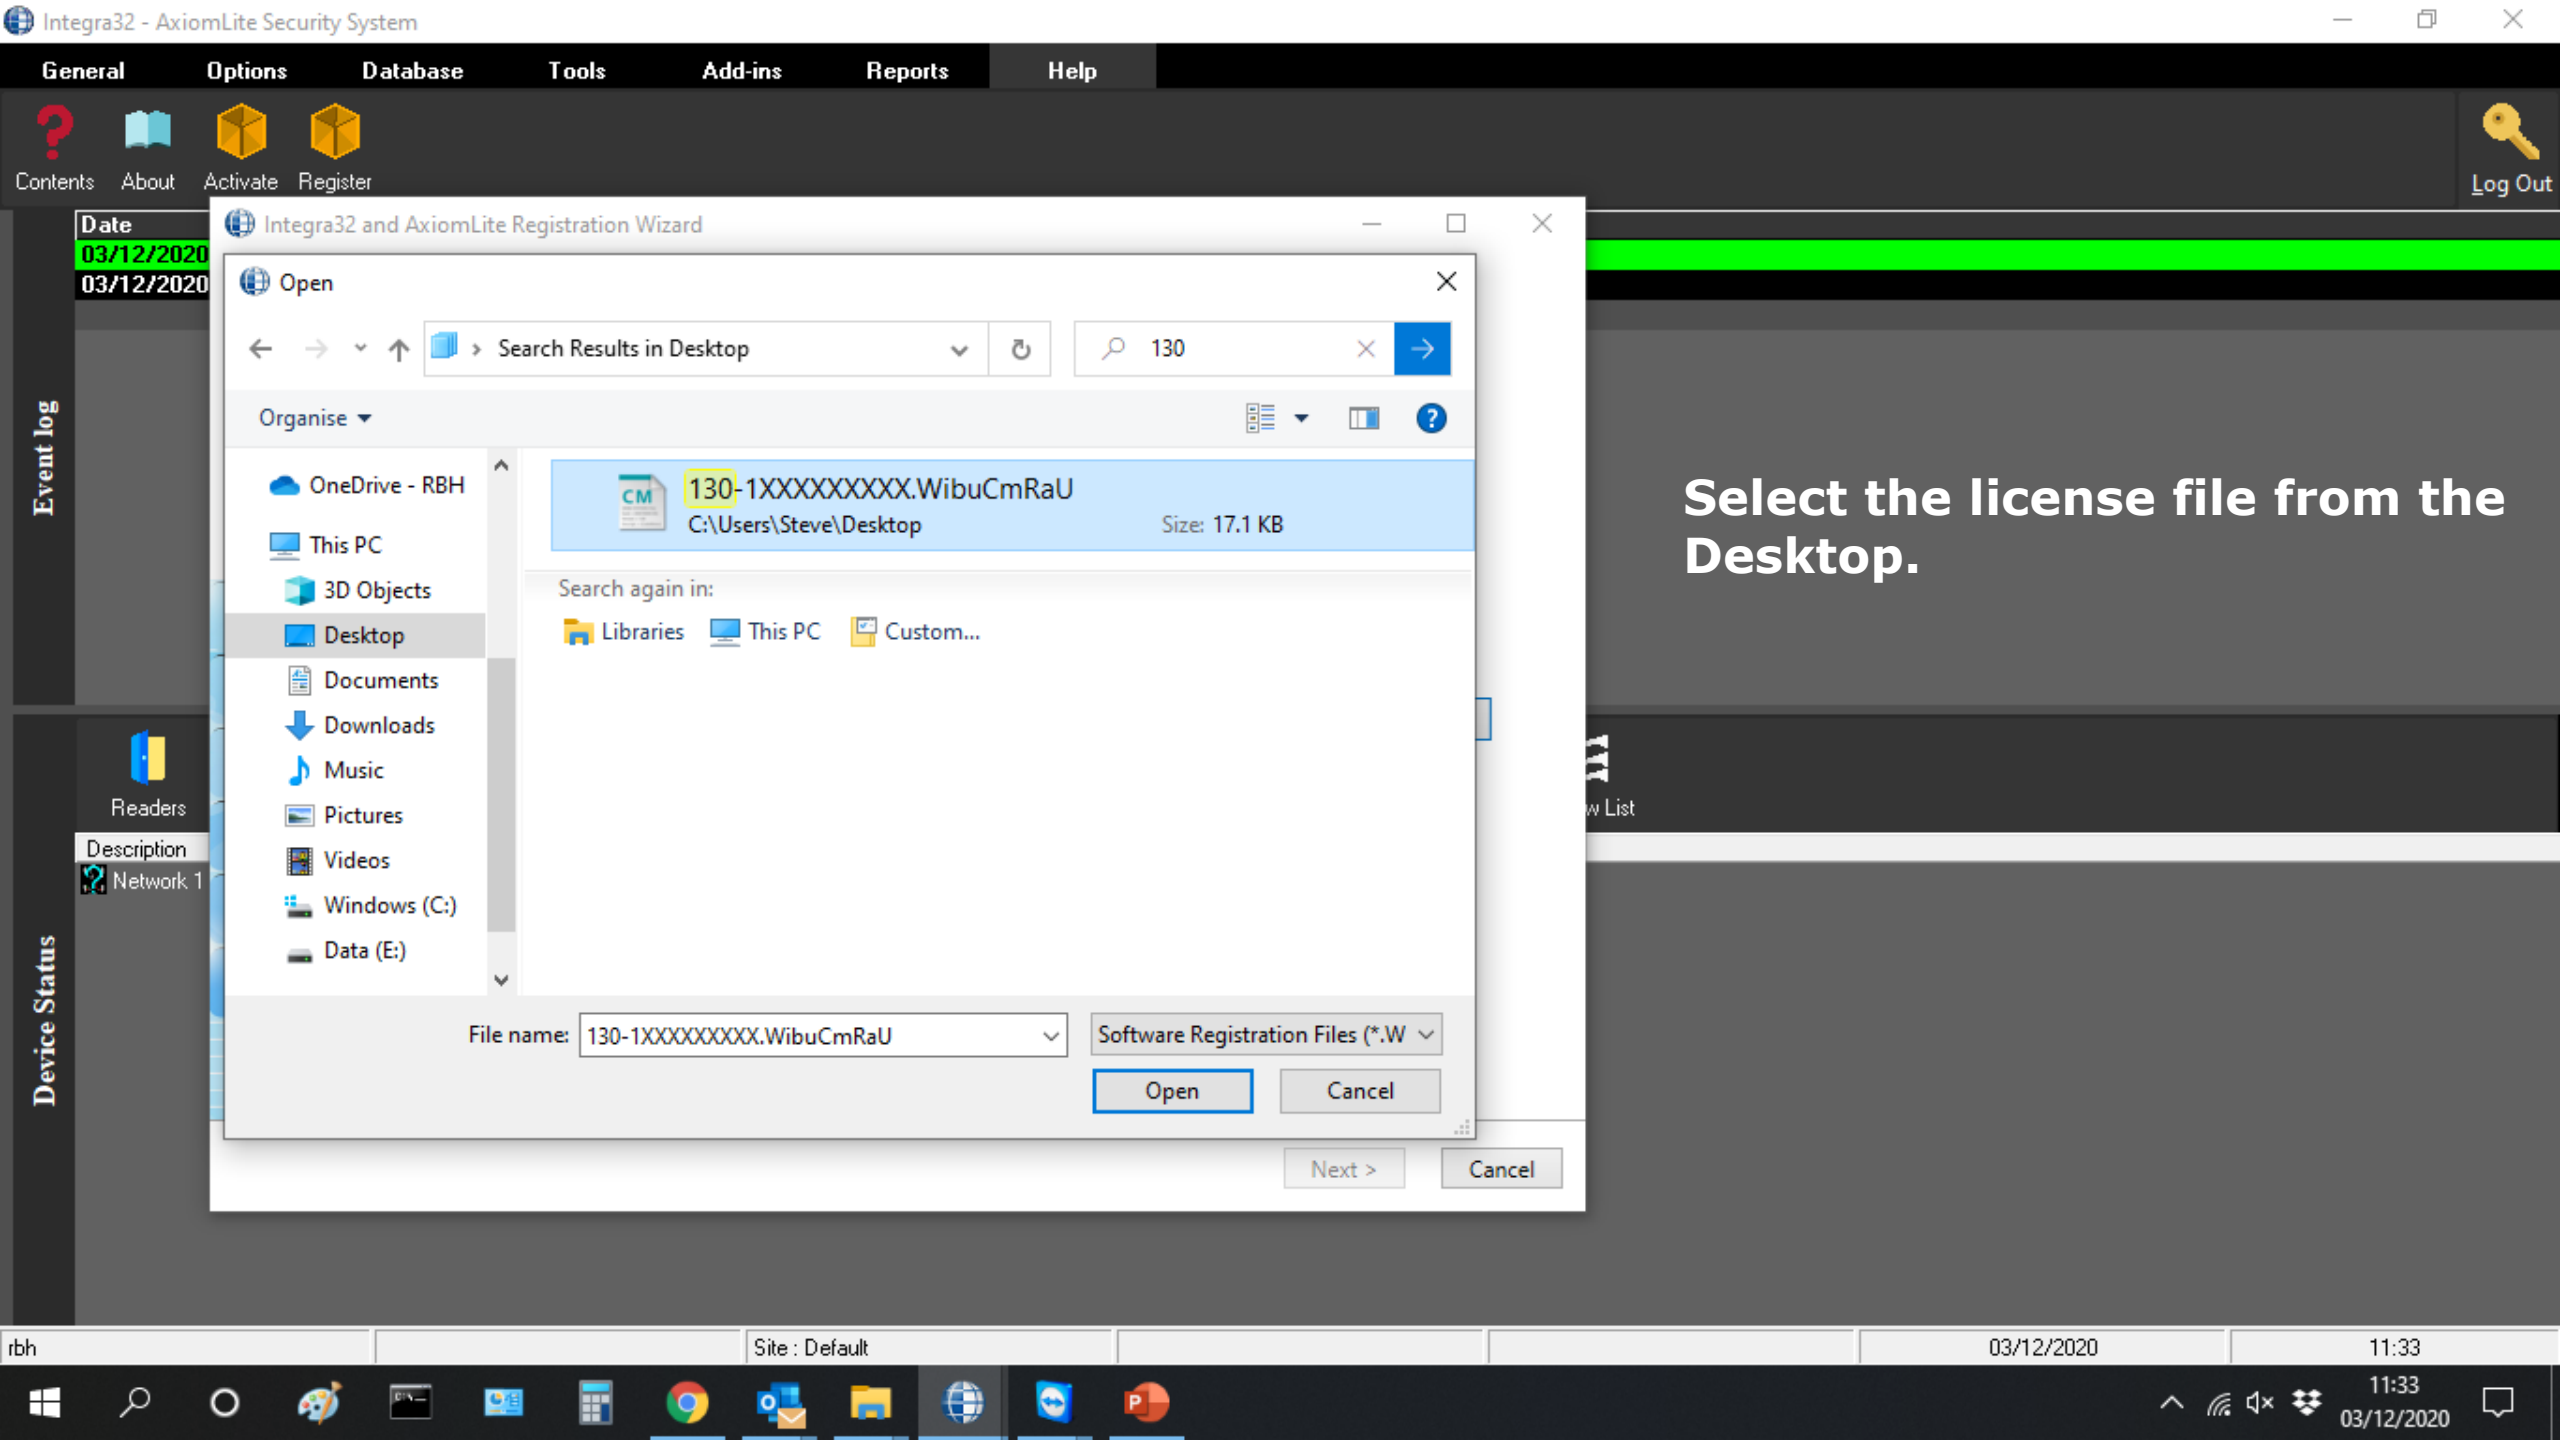 Integra32 - AxiomLite Security System
General Options Database Tools Add-ins Reports Help
Contents About Activate Register
Log Out
Date
03/12/2020
03/12/2020
Event log
Integra32 and AxiomLite Registration Wizard
Open
Search Results in Desktop
130
Organise
OneDrive - RBH
This PC
3D Objects
Desktop
Documents
Downloads
Music
Pictures
Videos
Windows (C:)
Data (E:)
CM
130-1XXXXXXXXX.WibuCmRaU
C:\Users\Steve\Desktop Size: 17.1 KB
Search again in:
Libraries This PC Custom...
File name: 130-1XXXXXXXXX.WibuCmRaU Software Registration Files (*.W
Open Cancel
Next > Cancel
Select the license file from the
Desktop.
Readers
w List
Description
Network 1
Device Status
rbh Site : Default 03/12/2020 11:33
11:33
03/12/2020